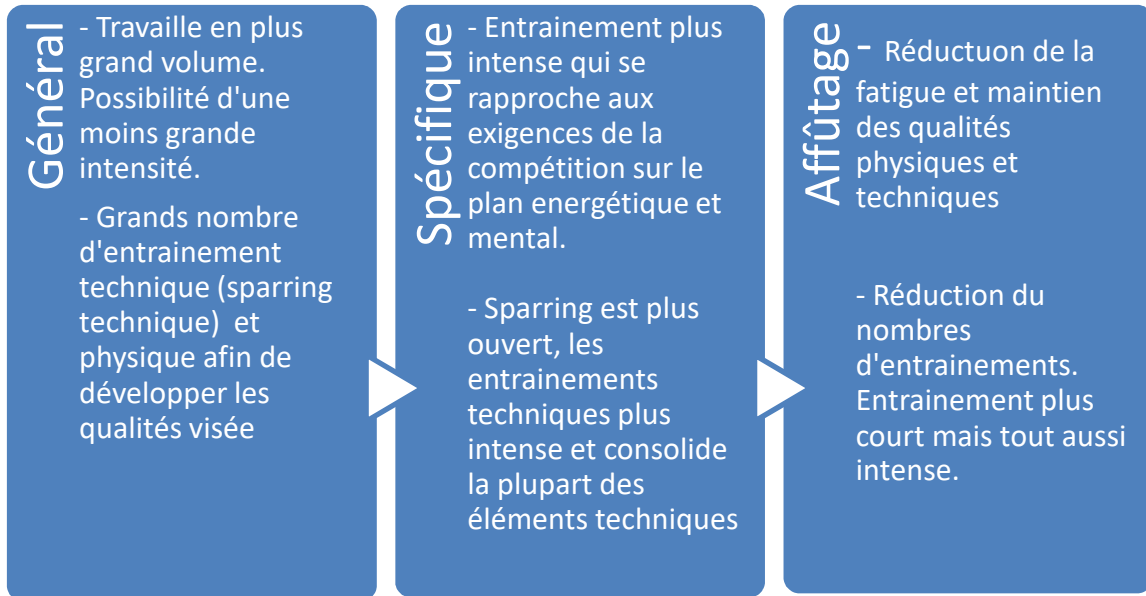 Général
- Travaille en plus
grand volume.
Possibilité d'une
moins grande
intensité.
- Grands nombre
d'entrainement
technique (sparring
technique)  et
physique afin de
développer les
qualités visée
Spécifique
- Entrainement plus
intense qui se
rapproche aux
exigences de la
compétition sur le
plan energétique et
mental.
- Sparring est plus
ouvert, les
entrainements
techniques plus
intense et consolide
la plupart des
éléments techniques
Affûtage
- Réductuon de la
fatigue et maintien
des qualités
physiques et
techniques
- Réduction du
nombres
d'entrainements.
Entrainement plus
court mais tout aussi
intense.